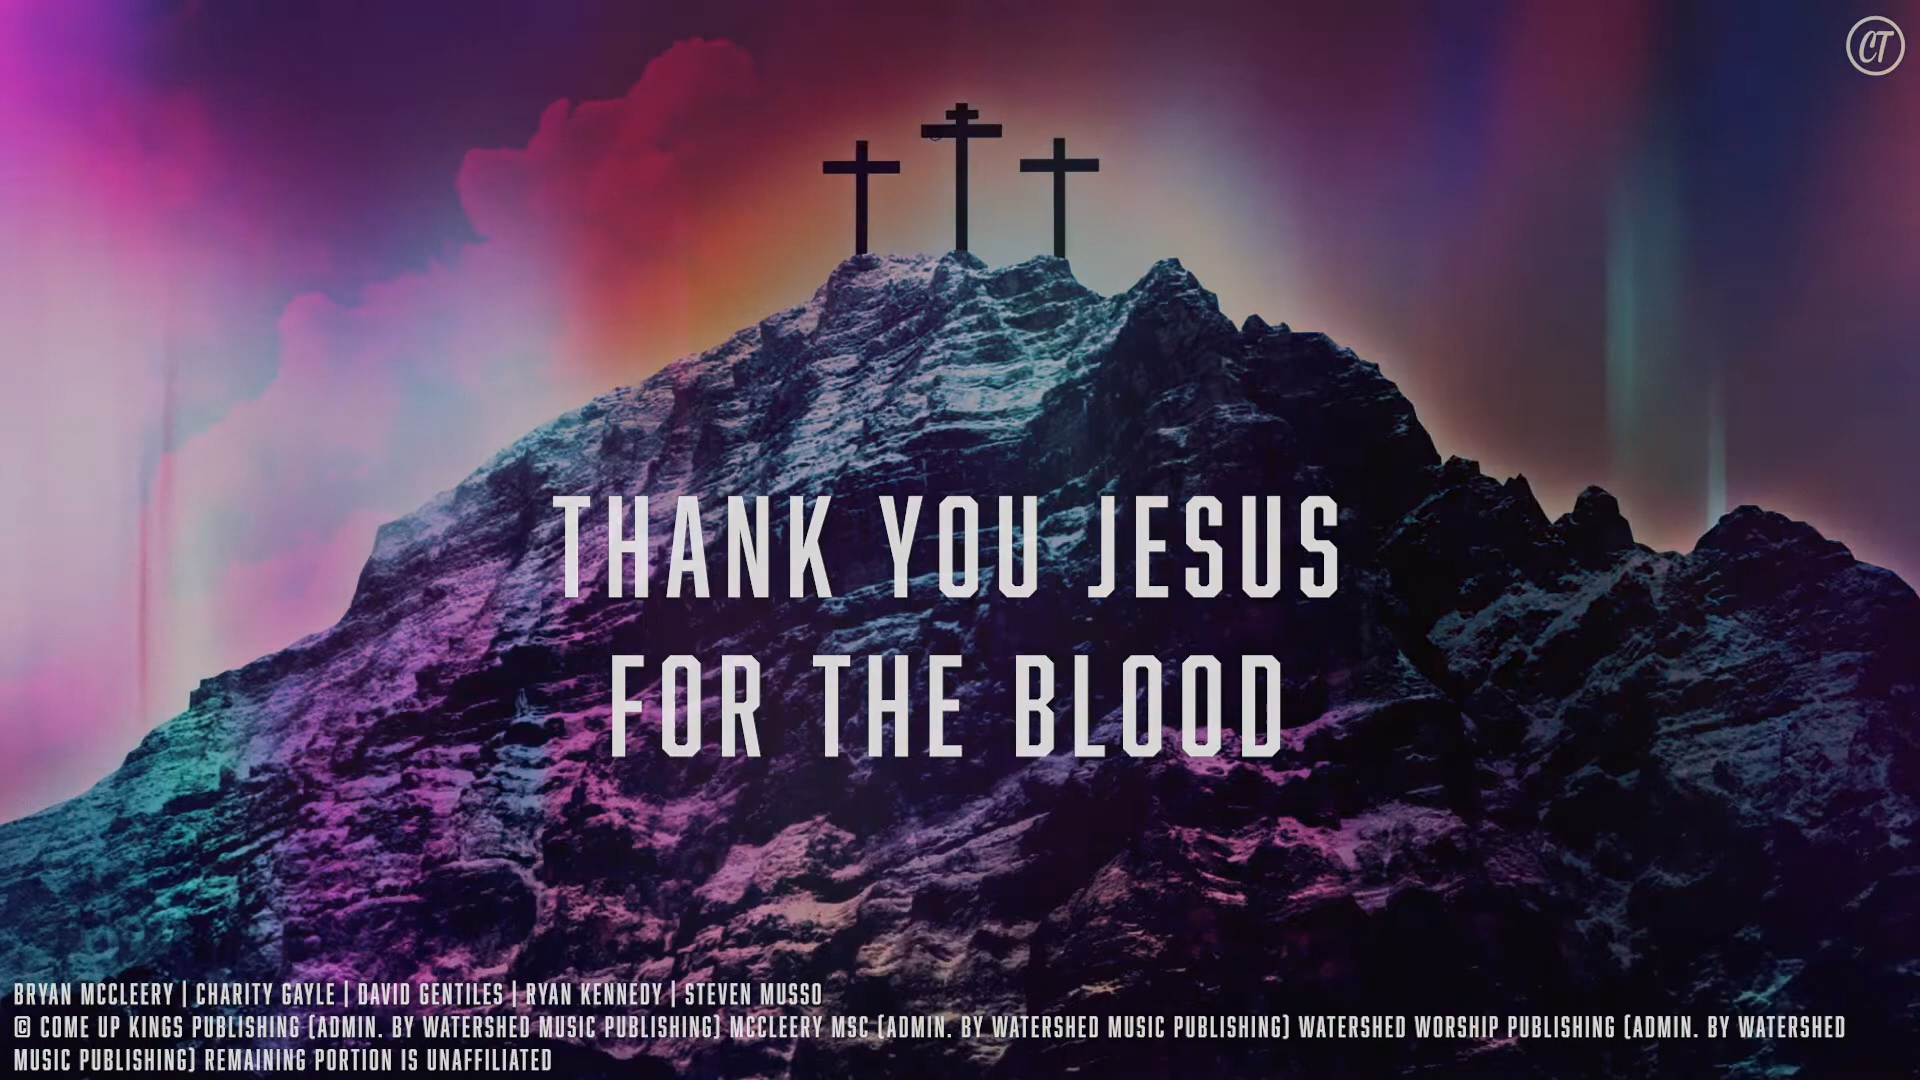 CT
THANK YOU JESUS
FOR THE BLOOD
BRYAN MCCLEERY | CHARITY GAYLE | DAVID GENTILES | RYAN KENNEDY | STEVEN MUSSO
© COME UP KINGS PUBLISHING (ADMIN. BY WATERSHED MUSIC PUBLISHING) MCCLEERY MSC (ADMIN. BY WATERSHED MUSIC PUBLISHING) WATERSHED WORSHIP PUBLISHING (ADMIN. BY WATERSHED
MUSIC PUBLISHING) REMAINING PORTION IS UNAFFILIATED